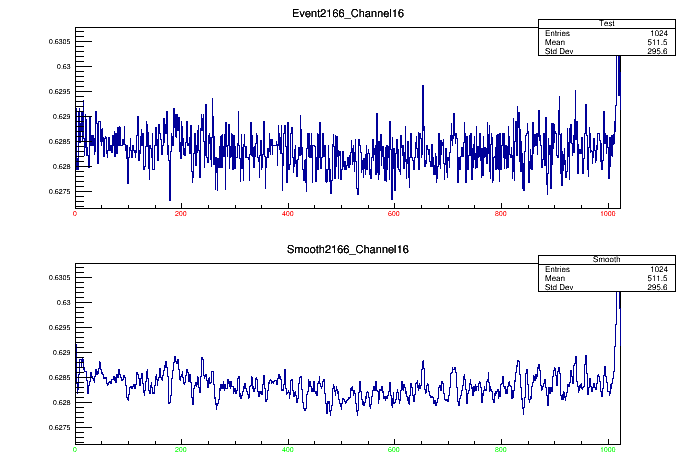 Event2166_Channel16
Test
Entries 1024
Mean 511.5
Std Dev 295.6
0.6305
0.63
0.6295
0.629
0.6285
0.628
0.6275
0 200 400 600 800 1000
Smooth2166_Channel16
Smooth
Entries 1024
Mean 511.5
Std Dev 295.6
0.6305
0.63
0.6295
0.629
0.6285
0.628
0.6275
0 200 400 600 800 1000